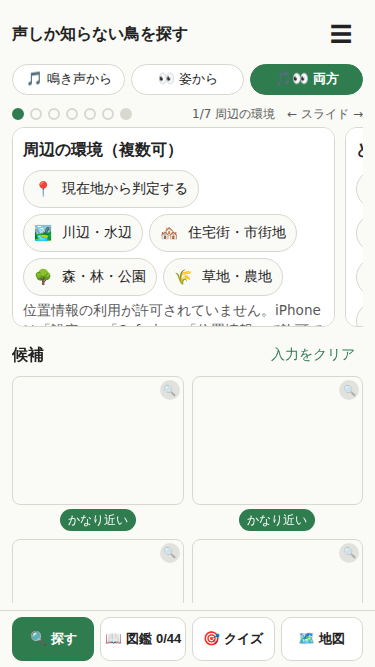 声しか知らない鳥を探す
鳴き声から
姿から
両方
1/7 周辺の環境 ← スライド →
周辺の環境（複数可）
現在地から判定する
川辺・水辺
住宅街・市街地
森・林・公園
草地・農地
位置情報の利用が許可されていません。iPhone
候補
入力をクリア
かなり近い
かなり近い
探す
図鑑 0/44
クイズ
地図